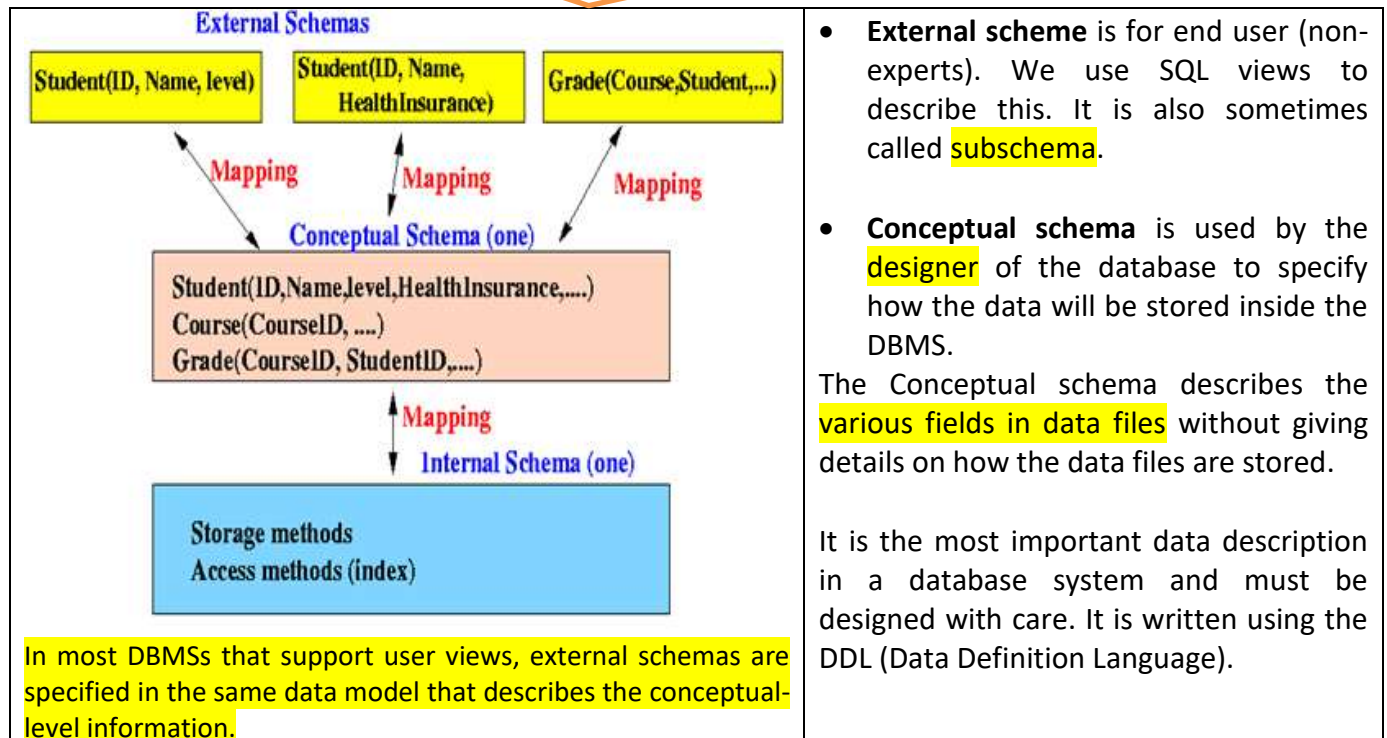 External Schemas
Student(ID, Name, level)
Student(ID, Name,
HealthInsurance)
Grade(Course,Student,...)
Mapping
Mapping
Mapping
Conceptual Schema (one)
Student(ID,Name,level,HealthInsurance,....)
Course(CourseID, ....)
Grade(CourseID, StudentID,....)
Mapping
Internal Schema (one)
Storage methods
Access methods (index)
In most DBMSs that support user views, external schemas are
specified in the same data model that describes the conceptual-
level information.
• External scheme is for end user (non-
experts). We use SQL views to
describe this. It is also sometimes
called subschema.
• Conceptual schema is used by the
designer of the database to specify
how the data will be stored inside the
DBMS.
The Conceptual schema describes the
various fields in data files without giving
details on how the data files are stored.
It is the most important data description
in a database system and must be
designed with care. It is written using the
DDL (Data Definition Language).